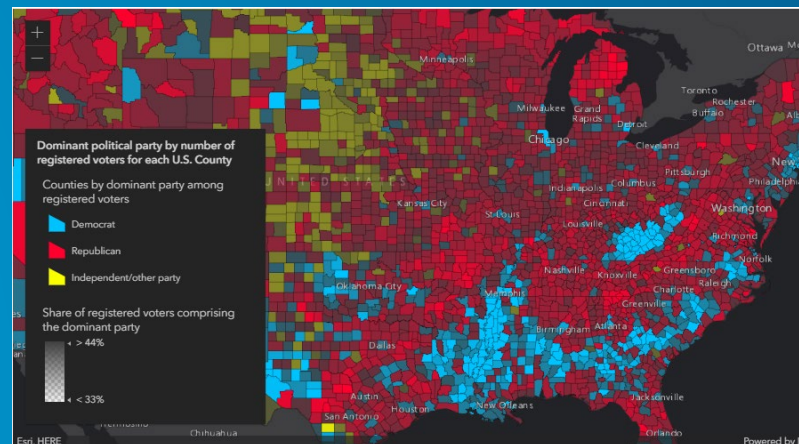 +
−
Ottawa
Minneapolis
Toronto
Rochester
Milwaukee
Grand
Rapids
Buffalo
Detroit
Chicago
Cleveland
Dominant political party by number of
registered voters for each U.S. County
Counties by dominant party among
registered voters
Democrat
Republican
Independent/other party
Share of registered voters comprising
the dominant party
> 44%
< 33%
UNITED STATES
Pittsburgh
Philadelphia
Indianapolis
Columbus
Cincinnati
Washington
Kansas City
St Louis
Louisville
Richmond
Norfolk
Nashville
Knoxville
Greensboro
Raleigh
Oklahoma City
Memphis
Charlotte
Greenville
Birmingham
Atlanta
Dallas
Austin
Houston
New Orleans
Jacksonville
San Antonio
Orlando
Chihuahua
Esri, HERE
Powered by